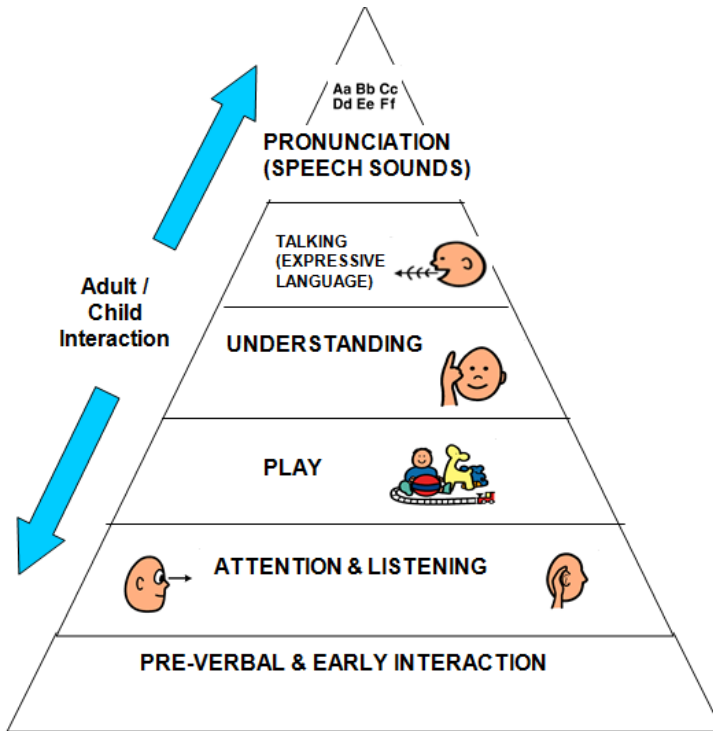 Aa Bb Cc
Dd Ee Ff
PRONUNCIATION
(SPEECH SOUNDS)
TALKING
(EXPRESSIVE
LANGUAGE)
Adult /
Child
Interaction
UNDERSTANDING
PLAY
ATTENTION & LISTENING
PRE-VERBAL & EARLY INTERACTION